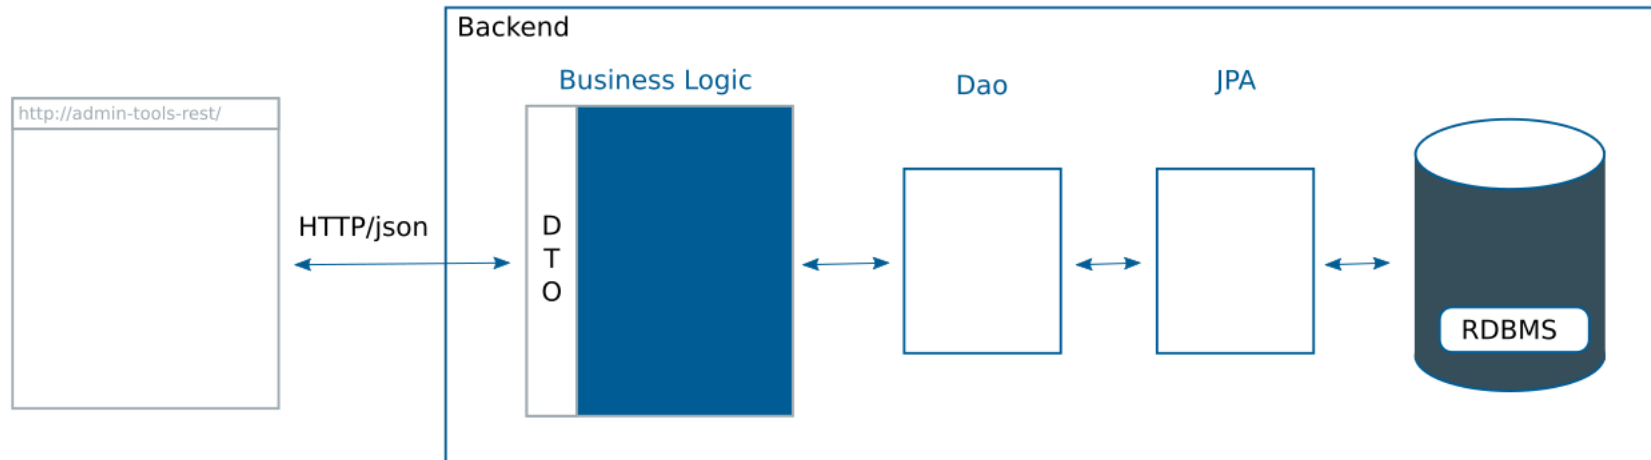 Backend
Business Logic
Dao
JPA
http://admin-tools-rest/
HTTP/json
D
T
O
RDBMS